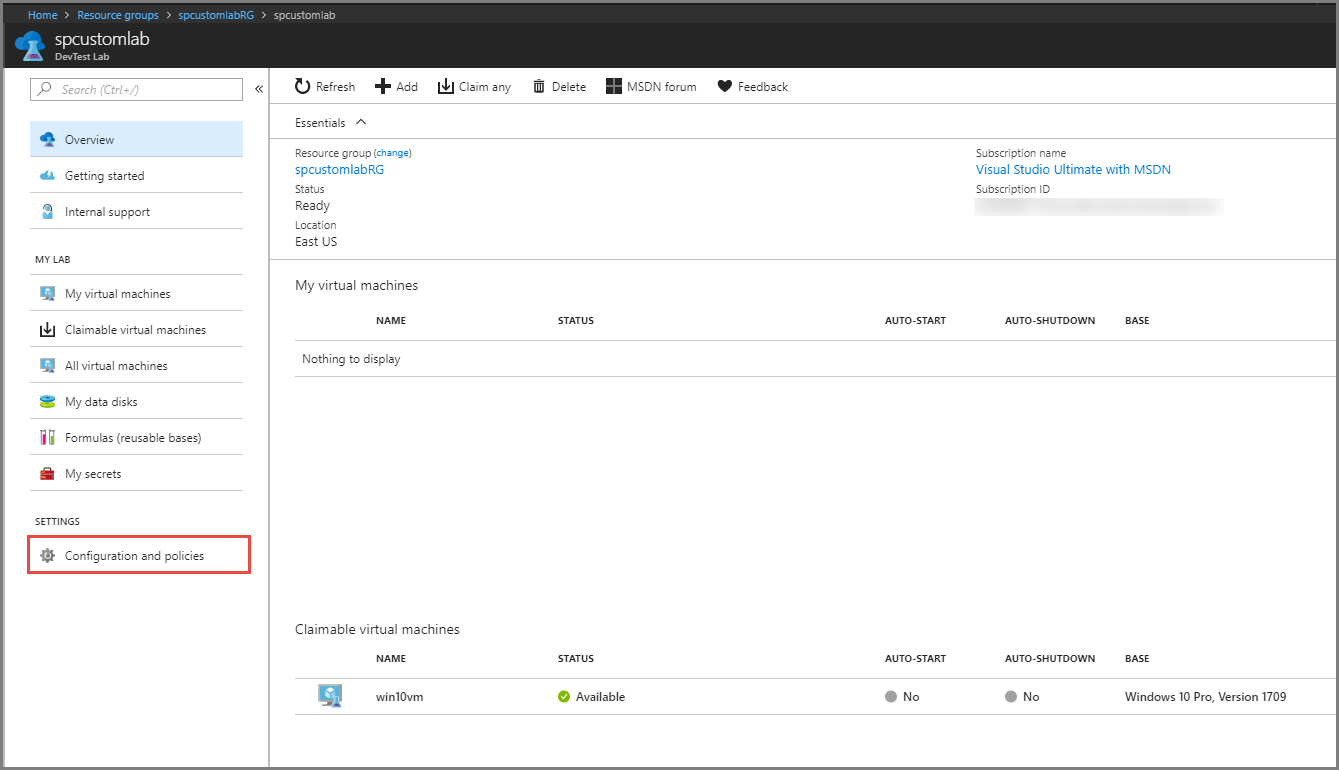 Home > Resource groups > spcustomlabRG > spcustomlab
spcustomlab
DevTest Lab
Search (Ctrl+/)
«
Overview
Getting started
Internal support
MY LAB
My virtual machines
Claimable virtual machines
All virtual machines
My data disks
Formulas (reusable bases)
My secrets
SETTINGS
Configuration and policies
Refresh Add Claim any Delete MSDN forum Feedback
Essentials
Resource group (change)
spcustomlabRG
Status
Ready
Location
East US
Subscription name
Visual Studio Ultimate with MSDN
Subscription ID
My virtual machines
NAME STATUS AUTO-START AUTO-SHUTDOWN BASE
Nothing to display
Claimable virtual machines
NAME STATUS AUTO-START AUTO-SHUTDOWN BASE
win10vm Available No No Windows 10 Pro, Version 1709